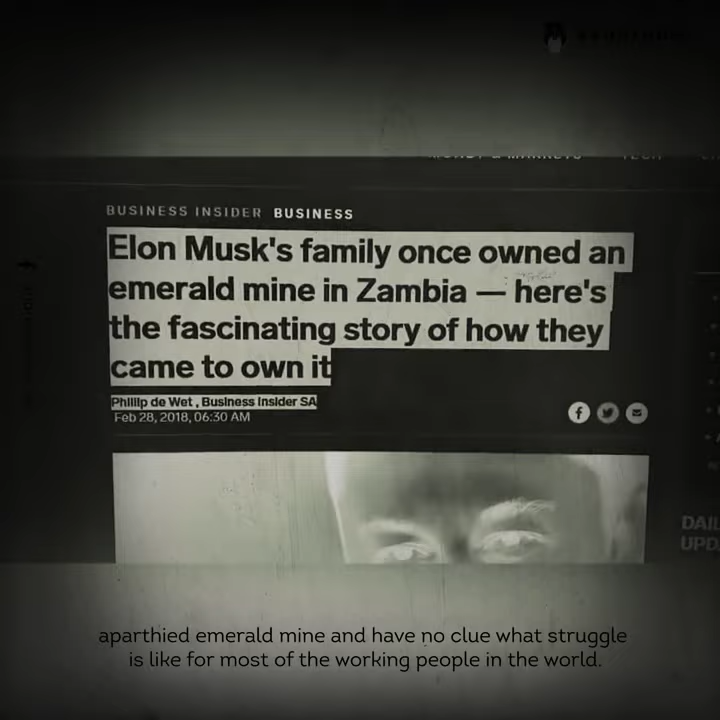 BUSINESS INSIDER BUSINESS
Elon Musk's family once owned an
emerald mine in Zambia — here's
the fascinating story of how they
came to own it
Phillip de Wet , Business Insider SA
Feb 28, 2018, 06:30 AM
DAIL
UPD
aparthied emerald mine and have no clue what struggle
is like for most of the working people in the world.